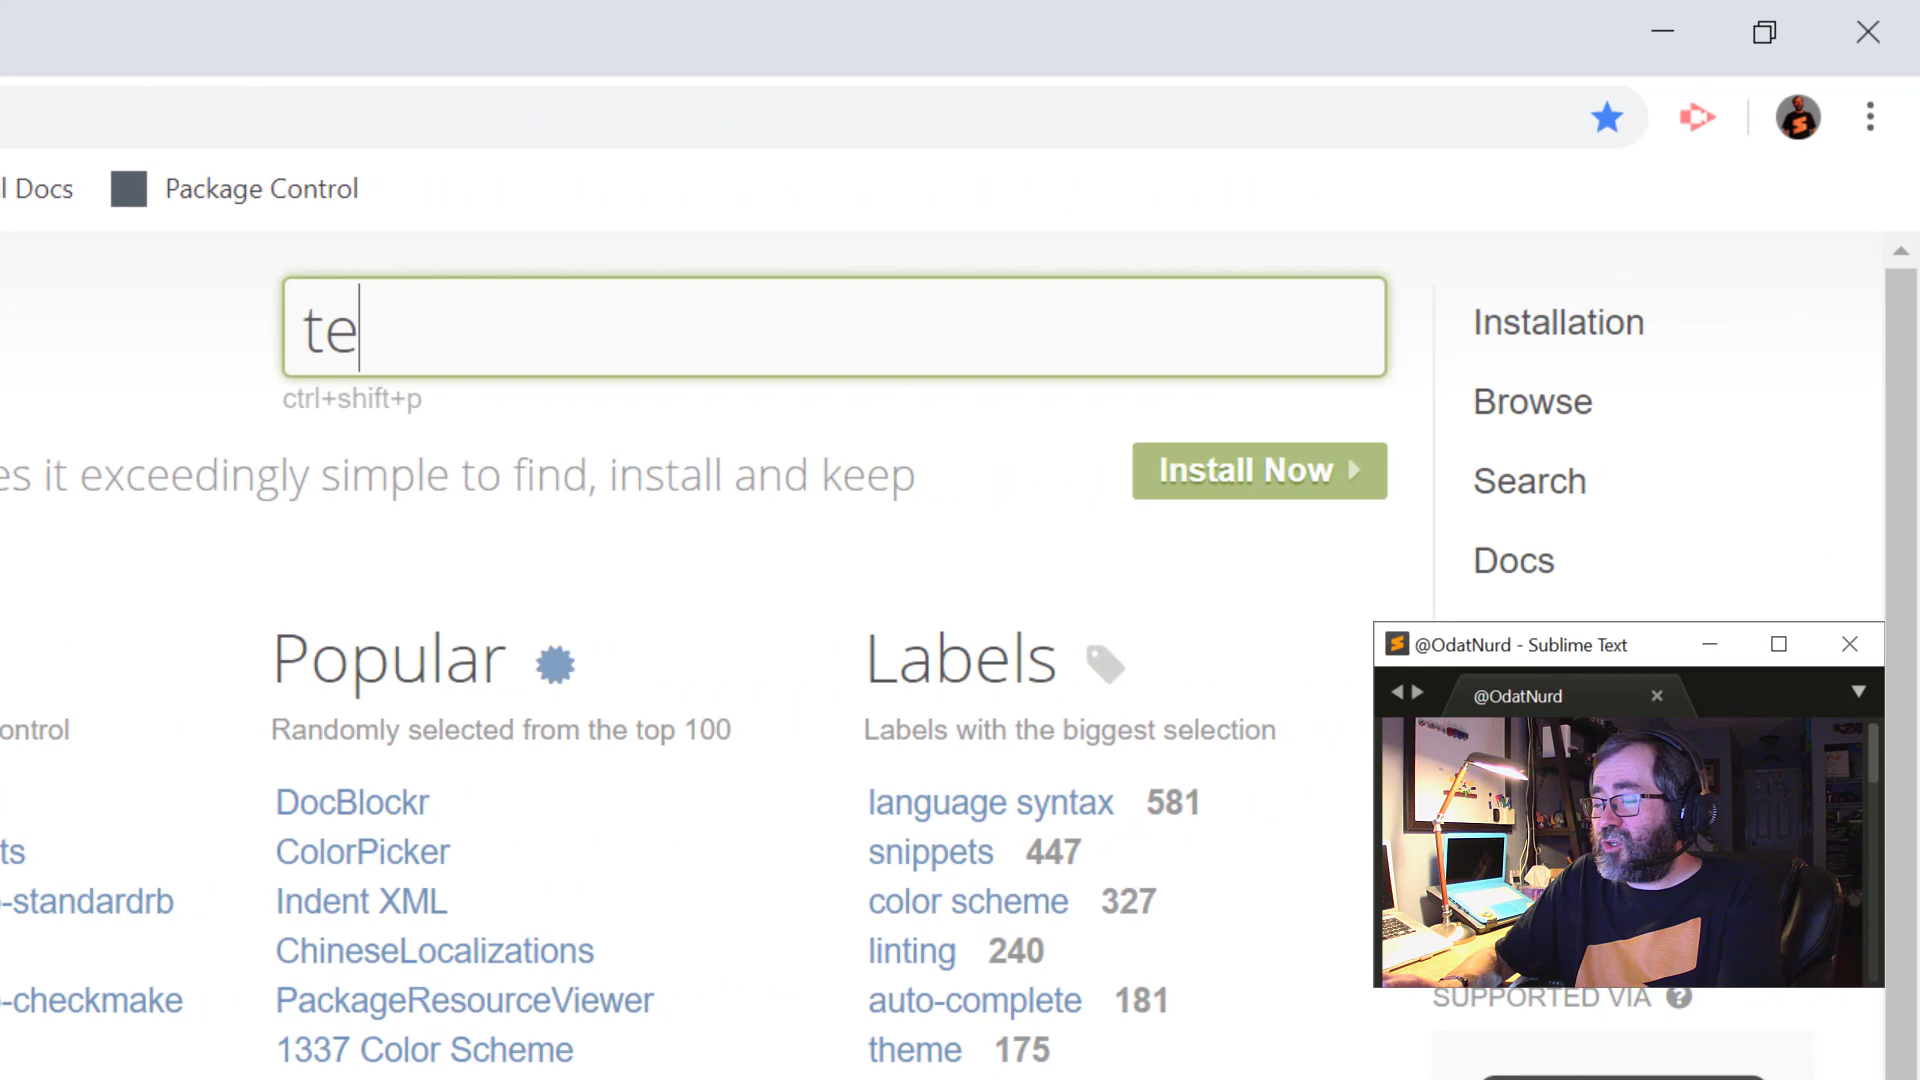 l Docs
Package Control
te
ctrl+shift+p
es it exceedingly simple to find, install and keep
Install Now
Installation
Browse
Search
Docs
Popular
Randomly selected from the top 100
DocBlockr
ColorPicker
Indent XML
ChineseLocalizations
PackageResourceViewer
1337 Color Scheme
Labels
Labels with the biggest selection
language syntax 581
snippets 447
color scheme 327
linting 240
auto-complete 181
theme 175
ontrol
ts
-standardrb
-checkmake
@OdatNurd - Sublime Text
@OdatNurd
SUPPORTED VIA ?